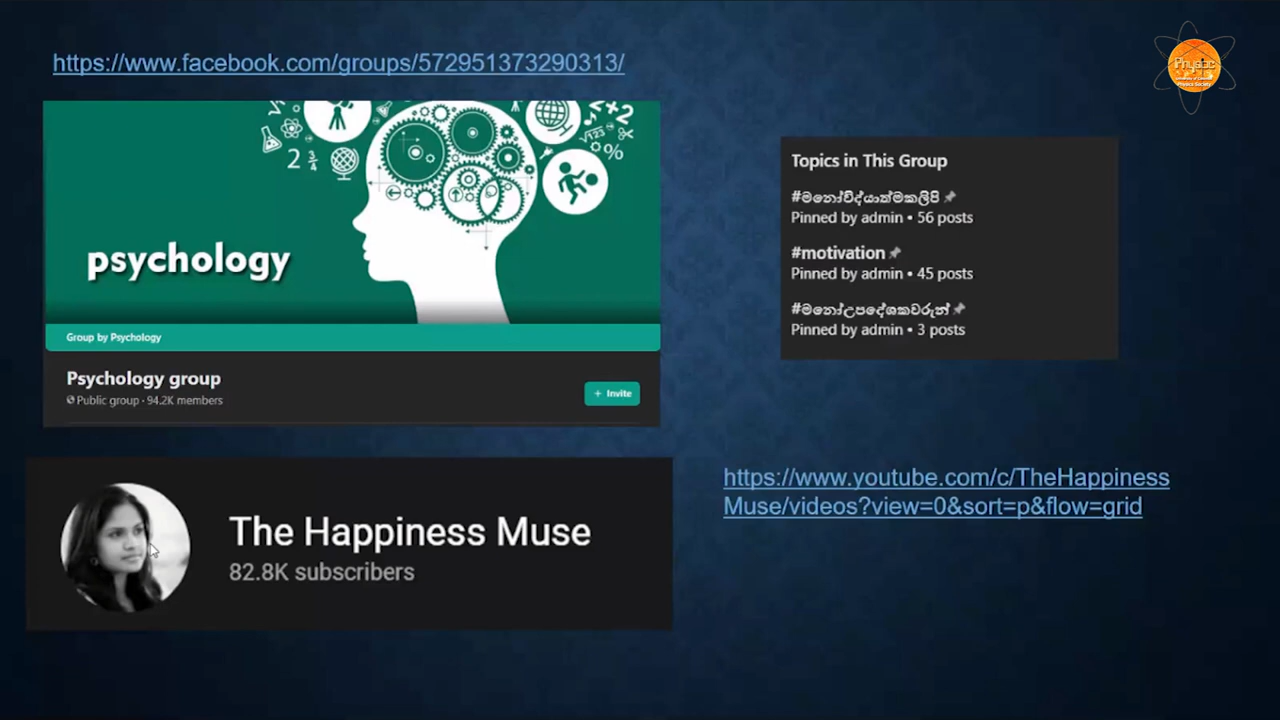 https://www.facebook.com/groups/572951373290313/
psychology
Group by Psychology
Psychology group
Public group · 94.2K members
+ Invite
Topics in This Group
#මනෝවිද්යාත්මකලිපි
Pinned by admin • 56 posts
#motivation
Pinned by admin • 45 posts
#මනෝඋපදේශකවරුන්
Pinned by admin • 3 posts
The Happiness Muse
82.8K subscribers
https://www.youtube.com/c/TheHappiness
Muse/videos?view=0&sort=p&flow=grid
Physics Society